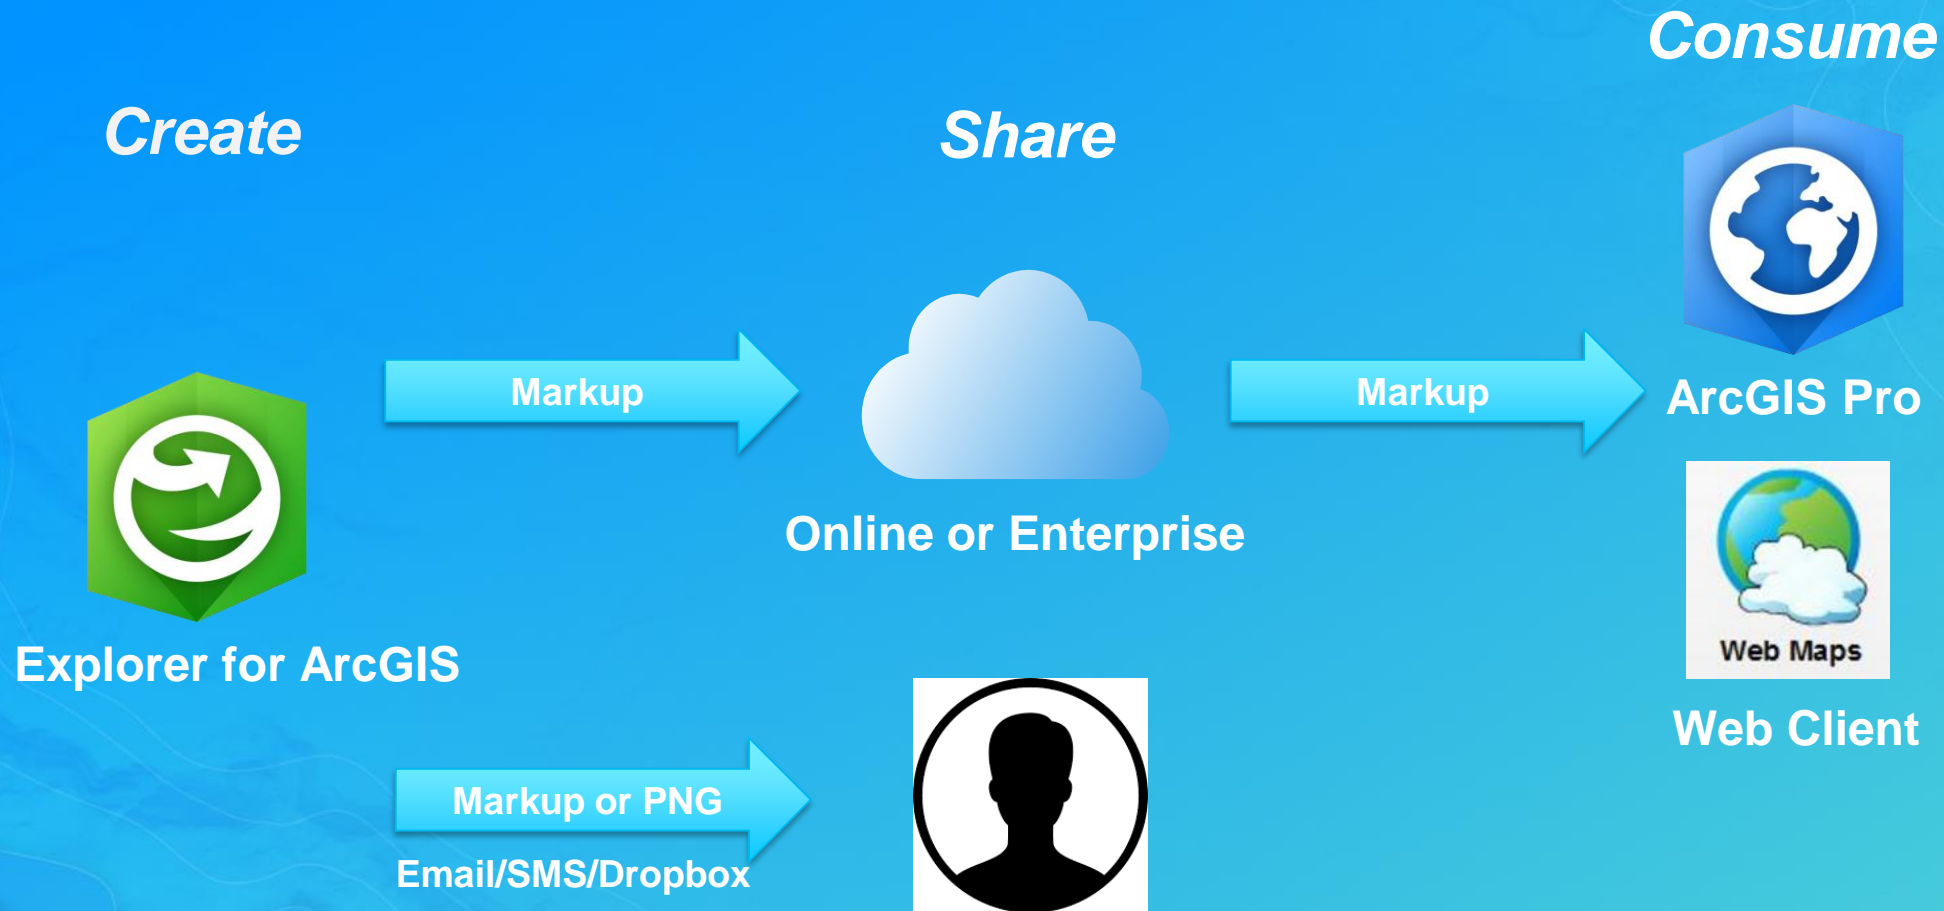 Consume
Create
Share
Markup
Markup
ArcGIS Pro
Online or Enterprise
Web Maps
Explorer for ArcGIS
Web Client
Markup or PNG
Email/SMS/Dropbox